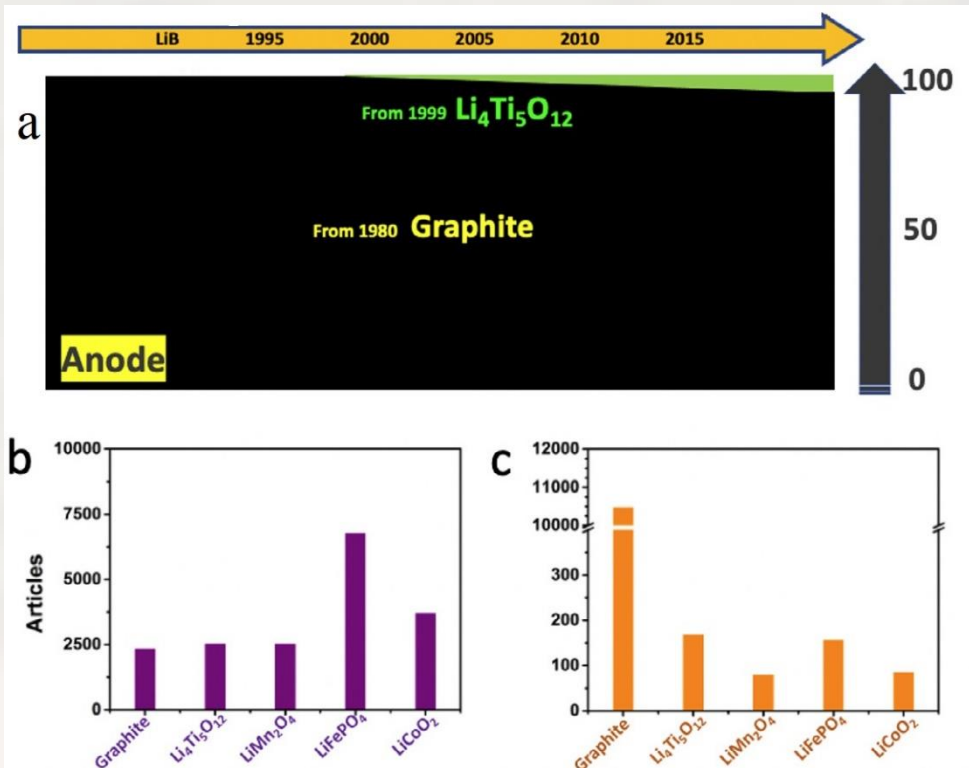 LiB 1995 2000 2005 2010 2015
a
From 1999 Li₄Ti₅O₁₂
From 1980 Graphite
Anode
100
50
0
b
Articles
10000
7500
5000
2500
0
Graphite
Li₄Ti₅O₁₂
LiMn₂O₄
LiFePO₄
LiCoO₂
c
12000
11000
10000
300
200
100
0
Graphite
Li₄Ti₅O₁₂
LiMn₂O₄
LiFePO₄
LiCoO₂